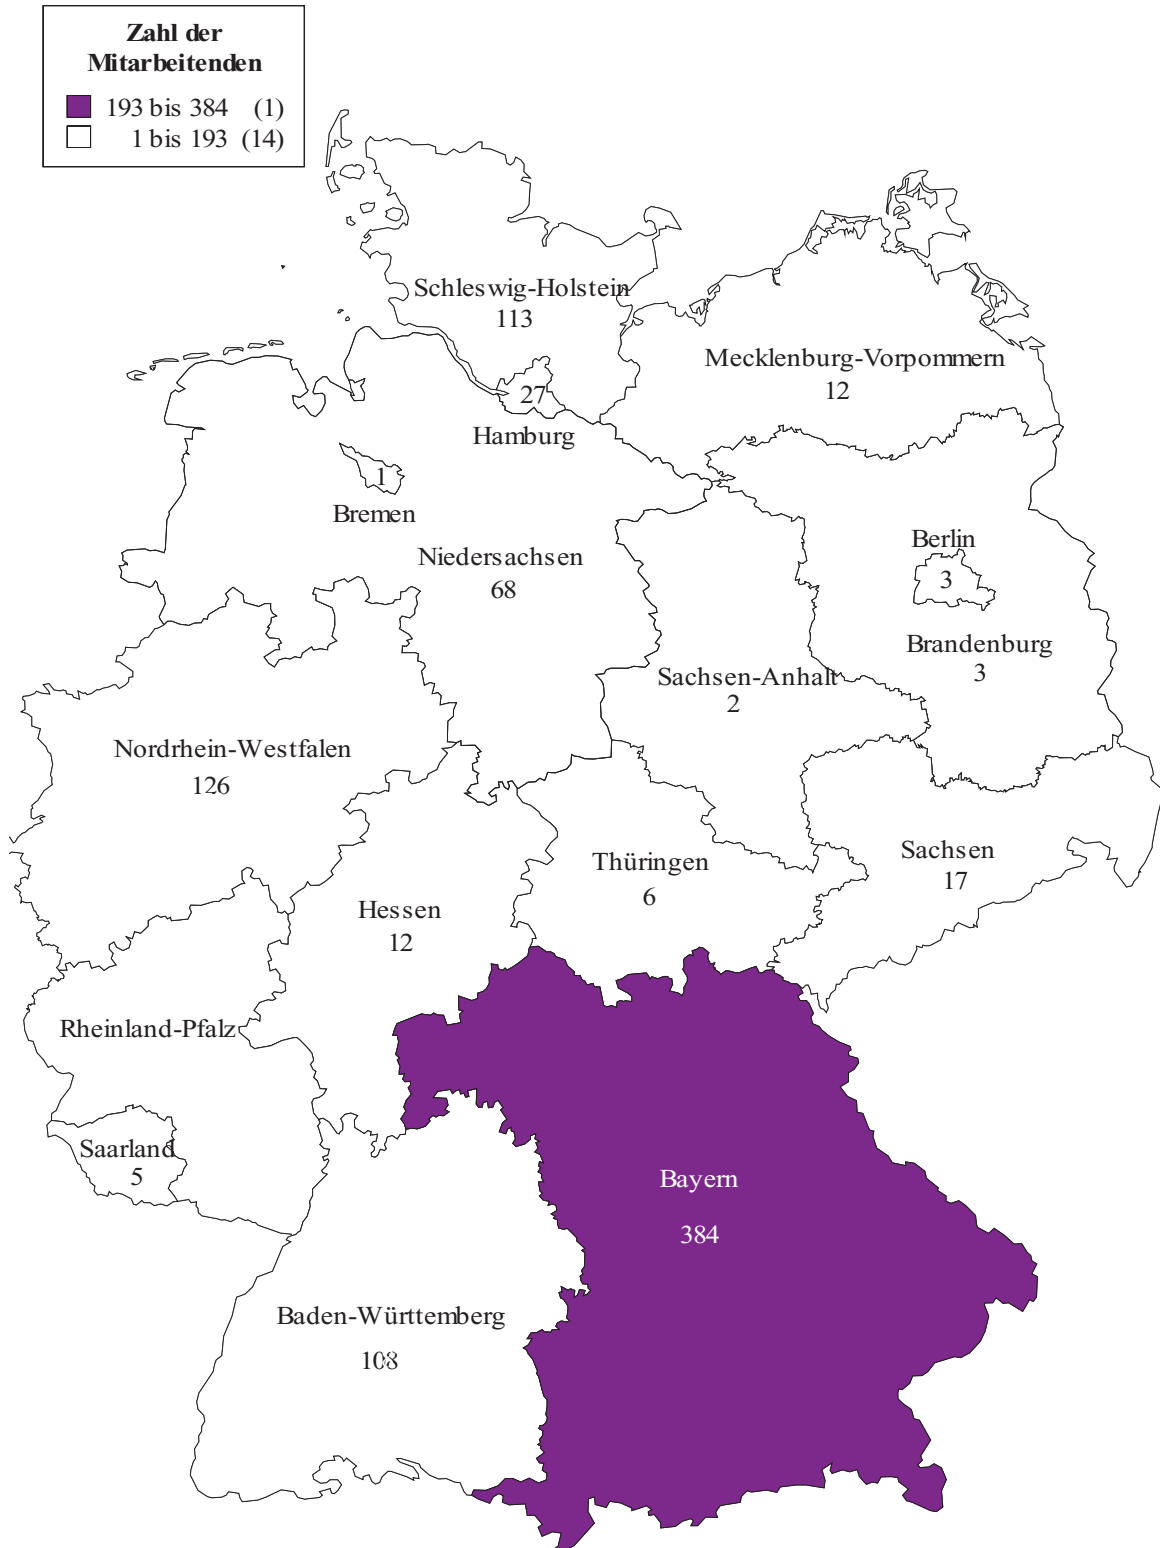 Zahl der
Mitarbeitenden
193 bis 384 (1)
1 bis 193 (14)
Schleswig-Holstein
113
Mecklenburg-Vorpommern
12
27
Hamburg
1
Bremen
Niedersachsen
68
Berlin
3
Brandenburg
3
Sachsen-Anhalt
2
Nordrhein-Westfalen
126
Thüringen
6
Sachsen
17
Hessen
12
Rheinland-Pfalz
Saarland
5
Bayern
384
Baden-Württemberg